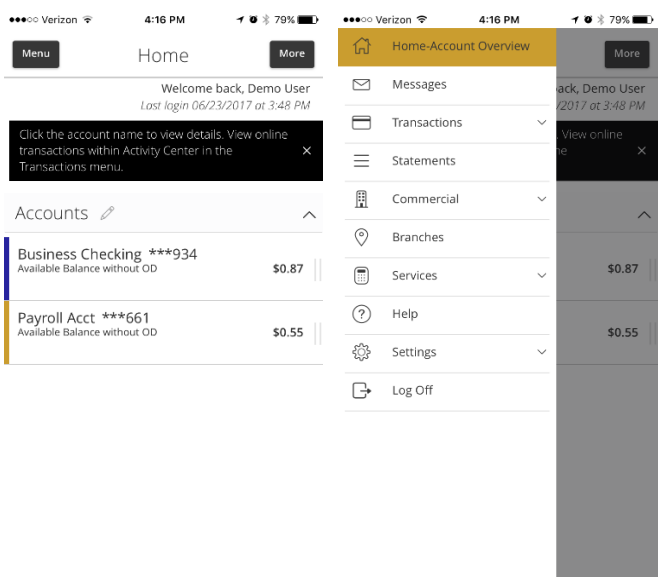 Verizon 4:16 PM 79%
Menu Home More
Welcome back, Demo User
Last login 06/23/2017 at 3:48 PM
Click the account name to view details. View online
transactions within Activity Center in the
Transactions menu.
Accounts
Business Checking ***934
Available Balance without OD $0.87
Payroll Acct ***661
Available Balance without OD $0.55
Verizon 4:16 PM 79%
Home-Account Overview
More
Messages
back, Demo User
/2017 at 3:48 PM
Transactions
. View online
he
Statements
Commercial
Branches
Services
$0.87
Help
$0.55
Settings
Log Off